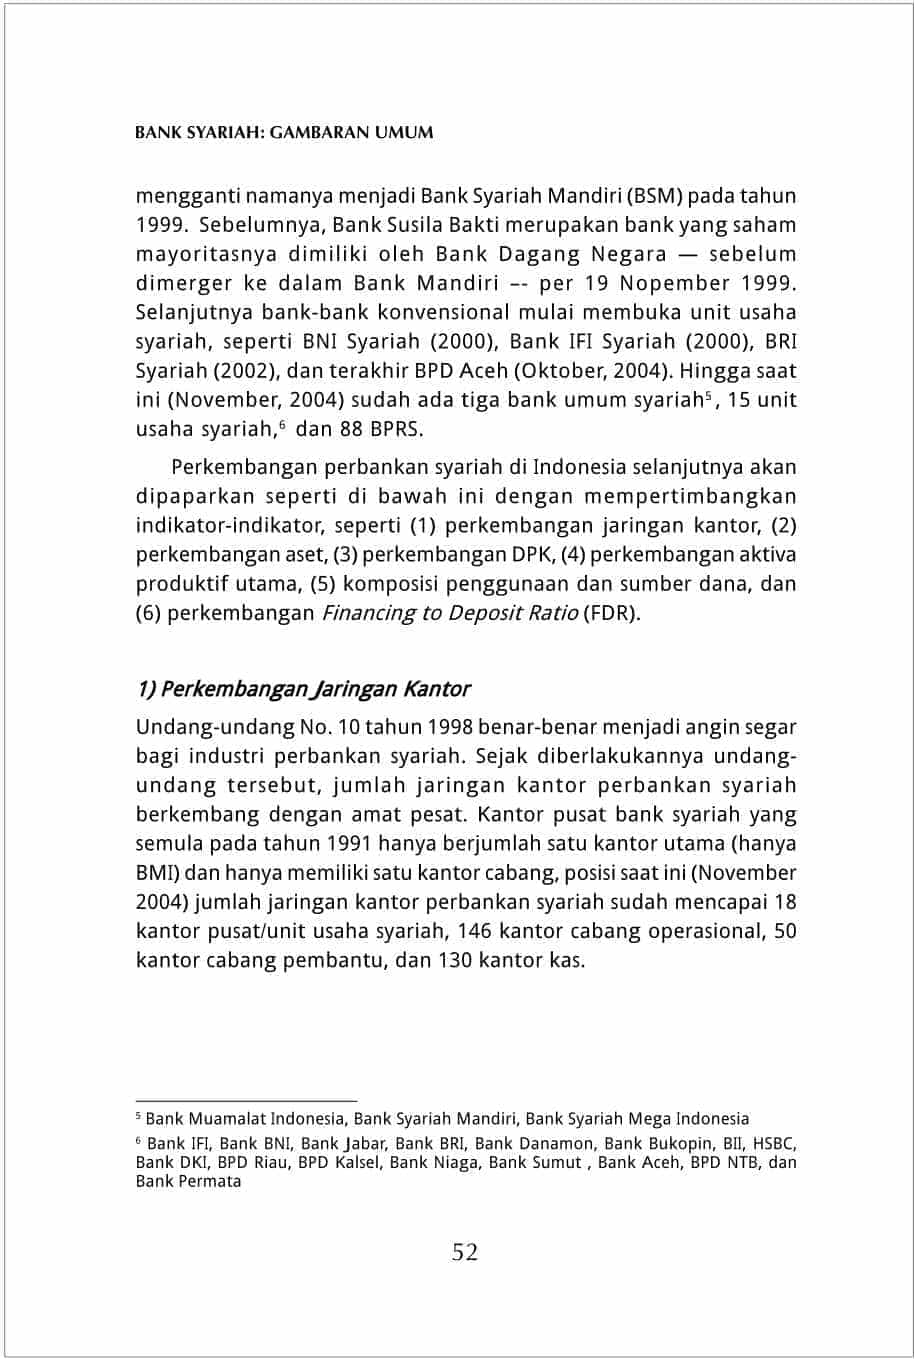 BANK SYARIAH: GAMBARAN UMUM
mengganti namanya menjadi Bank Syariah Mandiri (BSM) pada tahun
1999. Sebelumnya, Bank Susila Bakti merupakan bank yang saham
mayoritasnya dimiliki oleh Bank Dagang Negara — sebelum
dimerger ke dalam Bank Mandiri –- per 19 Nopember 1999.
Selanjutnya bank-bank konvensional mulai membuka unit usaha
syariah, seperti BNI Syariah (2000), Bank IFI Syariah (2000), BRI
Syariah (2002), dan terakhir BPD Aceh (Oktober, 2004). Hingga saat
ini (November, 2004) sudah ada tiga bank umum syariah⁵, 15 unit
usaha syariah,⁶ dan 88 BPRS.
Perkembangan perbankan syariah di Indonesia selanjutnya akan
dipaparkan seperti di bawah ini dengan mempertimbangkan
indikator-indikator, seperti (1) perkembangan jaringan kantor, (2)
perkembangan aset, (3) perkembangan DPK, (4) perkembangan aktiva
produktif utama, (5) komposisi penggunaan dan sumber dana, dan
(6) perkembangan Financing to Deposit Ratio (FDR).
1) Perkembangan Jaringan Kantor
Undang-undang No. 10 tahun 1998 benar-benar menjadi angin segar
bagi industri perbankan syariah. Sejak diberlakukannya undang-
undang tersebut, jumlah jaringan kantor perbankan syariah
berkembang dengan amat pesat. Kantor pusat bank syariah yang
semula pada tahun 1991 hanya berjumlah satu kantor utama (hanya
BMI) dan hanya memiliki satu kantor cabang, posisi saat ini (November
2004) jumlah jaringan kantor perbankan syariah sudah mencapai 18
kantor pusat/unit usaha syariah, 146 kantor cabang operasional, 50
kantor cabang pembantu, dan 130 kantor kas.
⁵ Bank Muamalat Indonesia, Bank Syariah Mandiri, Bank Syariah Mega Indonesia
⁶ Bank IFI, Bank BNI, Bank Jabar, Bank BRI, Bank Danamon, Bank Bukopin, BII, HSBC,
Bank DKI, BPD Riau, BPD Kalsel, Bank Niaga, Bank Sumut , Bank Aceh, BPD NTB, dan
Bank Permata
52